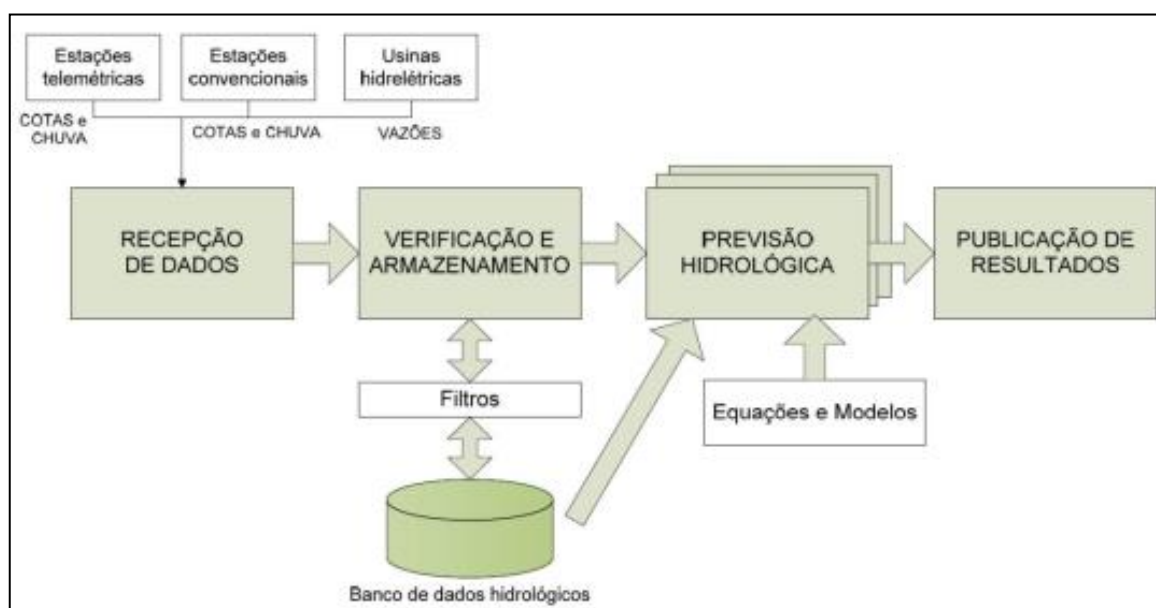 Estações
telemétricas
Estações
convencionais
Usinas
hidrelétricas
COTAS e
CHUVA
COTAS e CHUVA
VAZÕES
RECEPÇÃO
DE DADOS
VERIFICAÇÃO E
ARMAZENAMENTO
PREVISÃO
HIDROLÓGICA
PUBLICAÇÃO DE
RESULTADOS
Filtros
Equações e Modelos
Banco de dados hidrológicos